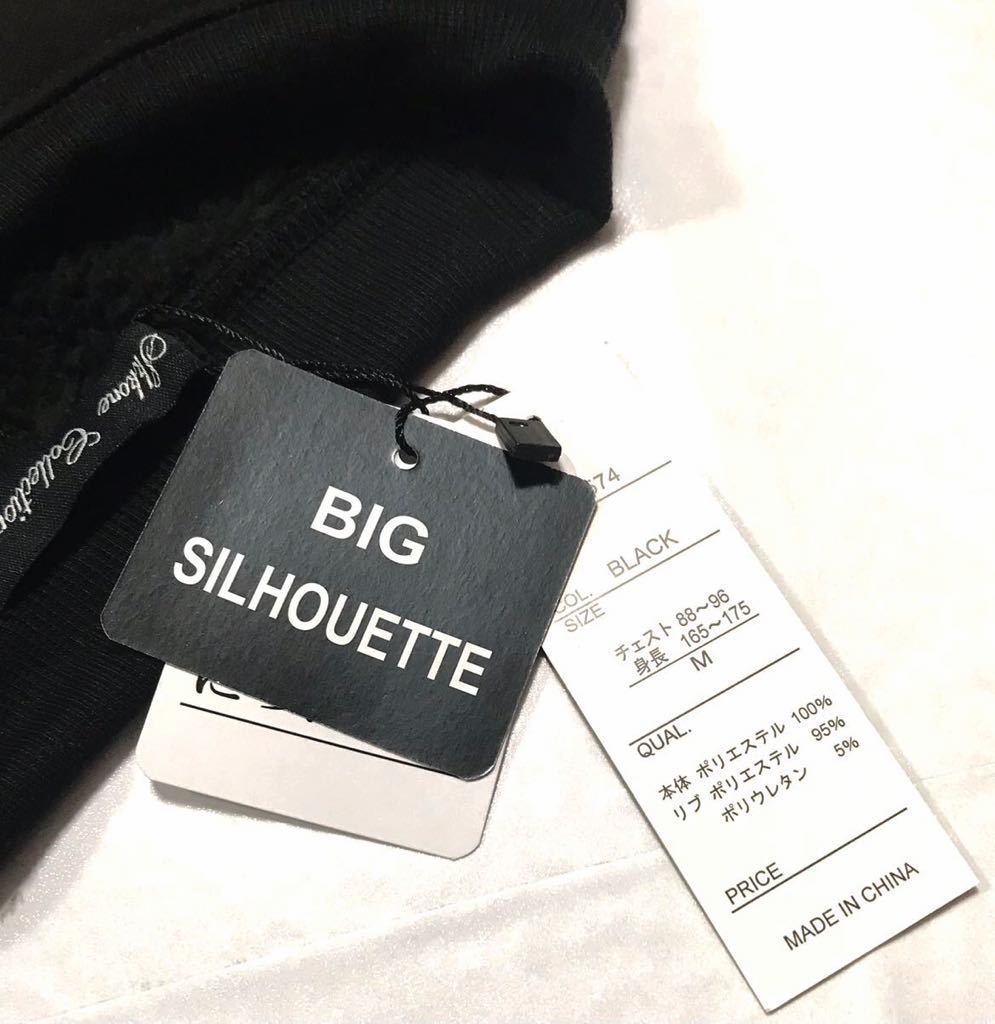 Collection
BIG
SILHOUETTE
574
COL. BLACK
SIZE
チェスト 88～96
身長 165～175
M
QUAL.
本体 ポリエステル 100%
リブ ポリエステル 95%
ポリウレタン 5%
PRICE
MADE IN CHINA